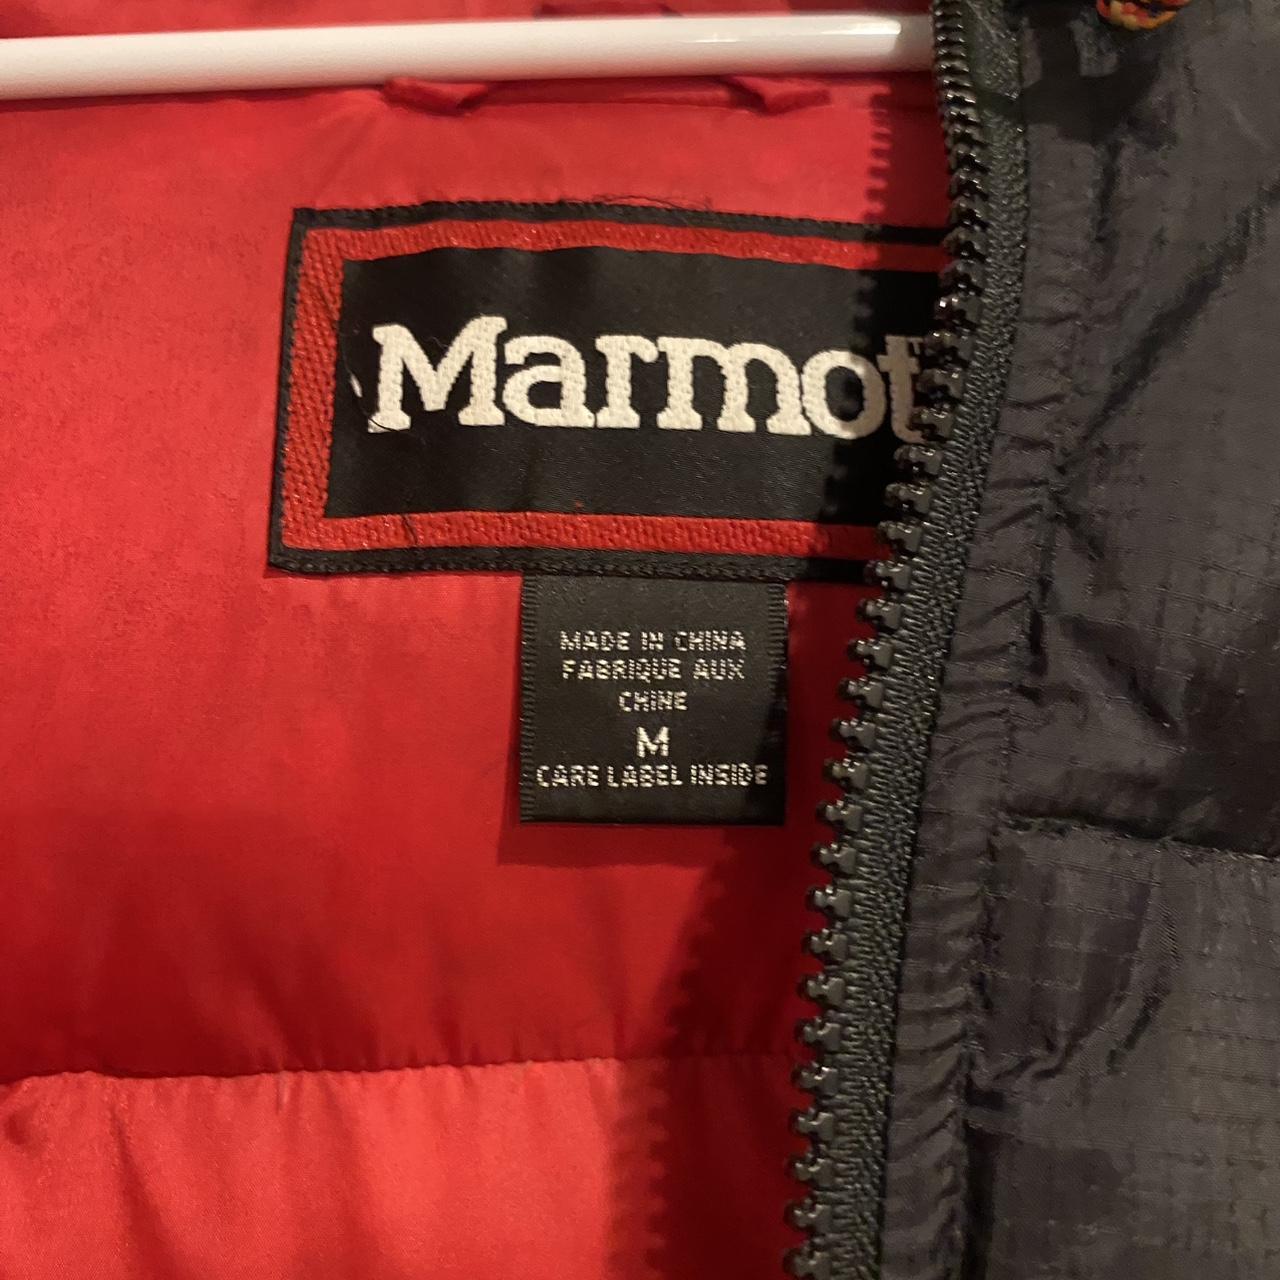 Marmot
MADE IN CHINA
FABRIQUE AUX
CHINE
M
CARE LABEL INSIDE